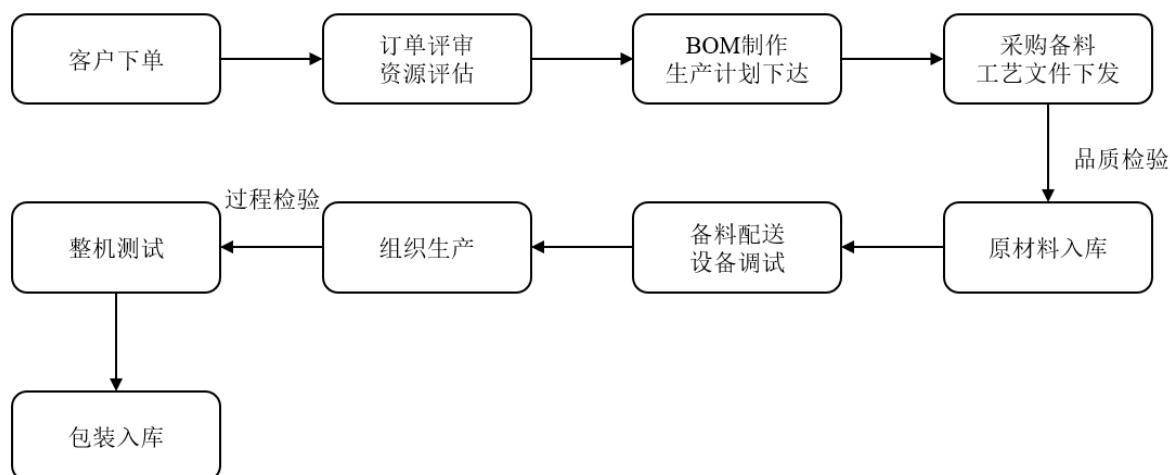 客户下单
订单评审
资源评估
BOM制作
生产计划下达
采购备料
工艺文件下发
品质检验
原材料入库
备料配送
设备调试
组织生产
过程检验
整机测试
包装入库